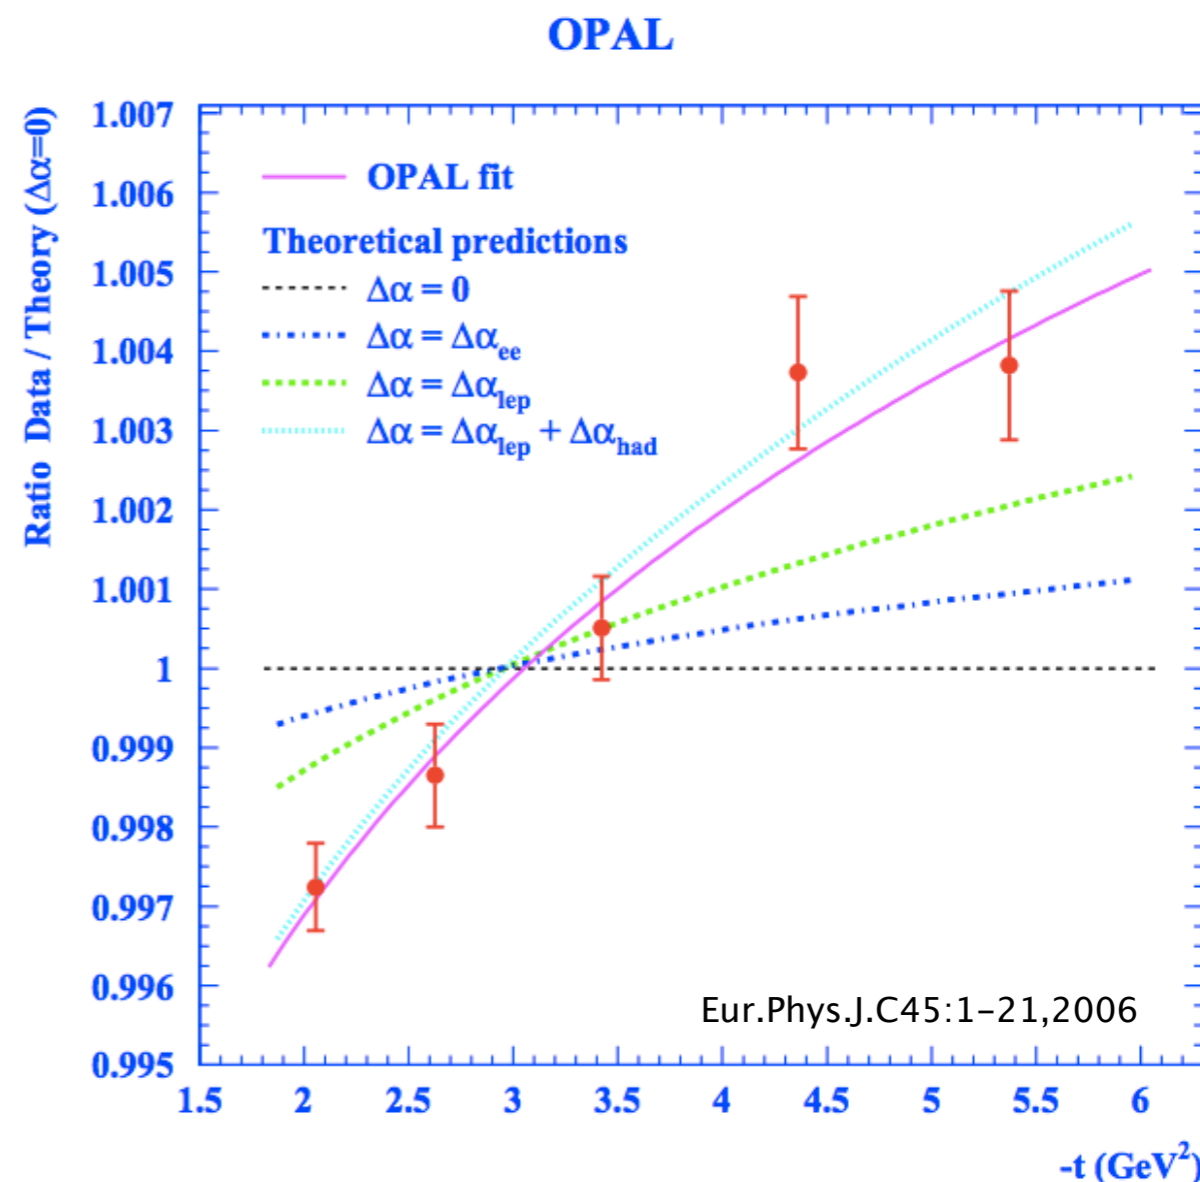 OPAL
Ratio Data / Theory (Δα=0)
1.007
1.006
1.005
1.004
1.003
1.002
1.001
1
0.999
0.998
0.997
0.996
0.995
OPAL fit
Theoretical predictions
Δα = 0
Δα = Δα_ee
Δα = Δα_lep
Δα = Δα_lep + Δα_had
Eur.Phys.J.C45:1-21,2006
1.5 2 2.5 3 3.5 4 4.5 5 5.5 6
-t (GeV²)